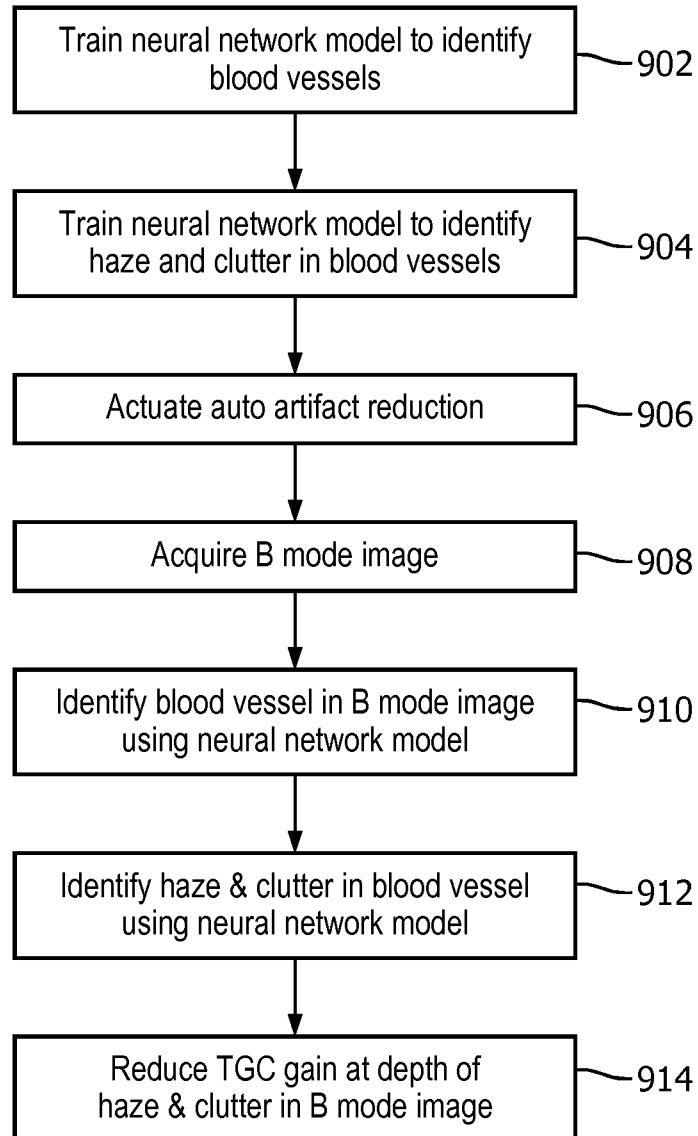 Train neural network model to identify
blood vessels
902
Train neural network model to identify
haze and clutter in blood vessels
904
Actuate auto artifact reduction
906
Acquire B mode image
908
Identify blood vessel in B mode image
using neural network model
910
Identify haze & clutter in blood vessel
using neural network model
912
Reduce TGC gain at depth of
haze & clutter in B mode image
914